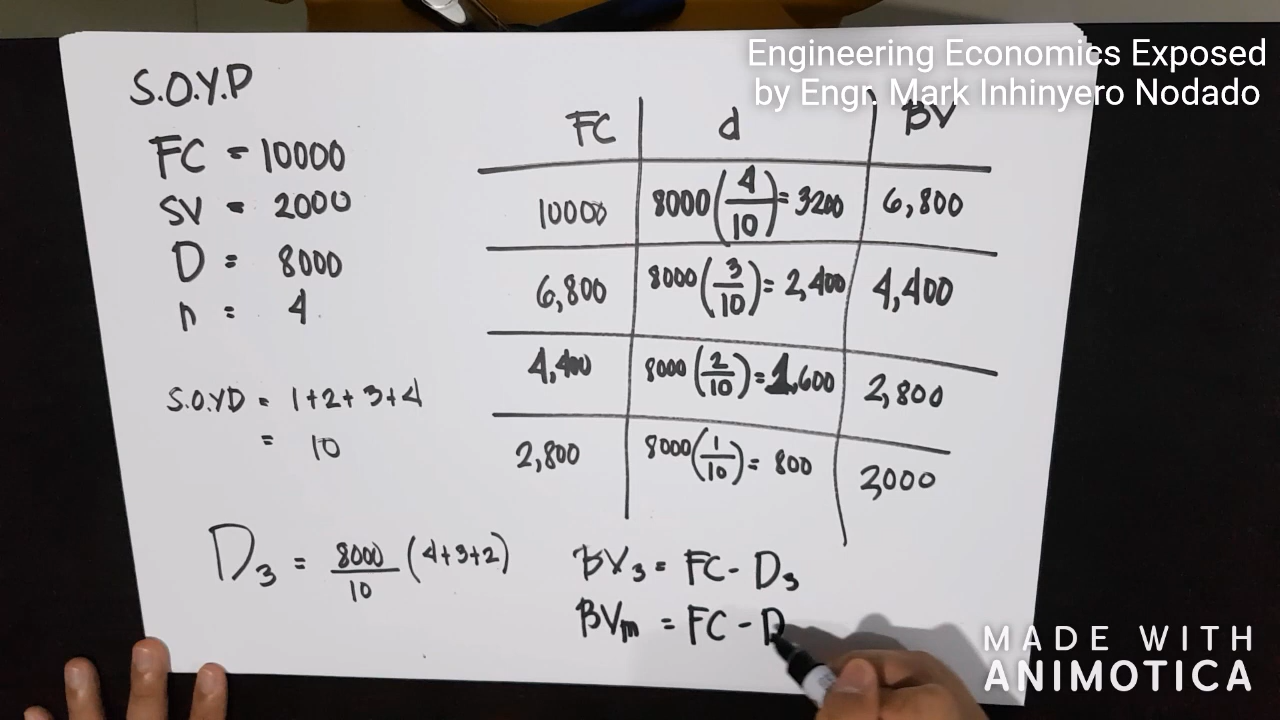 Engineering Economics Exposed
by Engr. Mark Inhinyero Nodado
S.O.Y.D
FC = 10000
SV = 2000
D = 8000
n = 4
S.O.YD = 1+2+3+4
= 10
FC d BV
10000 8000(4/10)= 3200 6,800
6,800 8000(3/10)= 2,400 4,400
4,400 8000(2/10)=1,600 2,800
2,800 8000(1/10)= 800 2000
D3 = 8000/10 (4+3+2)
BV3 = FC - D3
BVm = FC - D
MADE WITH
ANIMOTICA